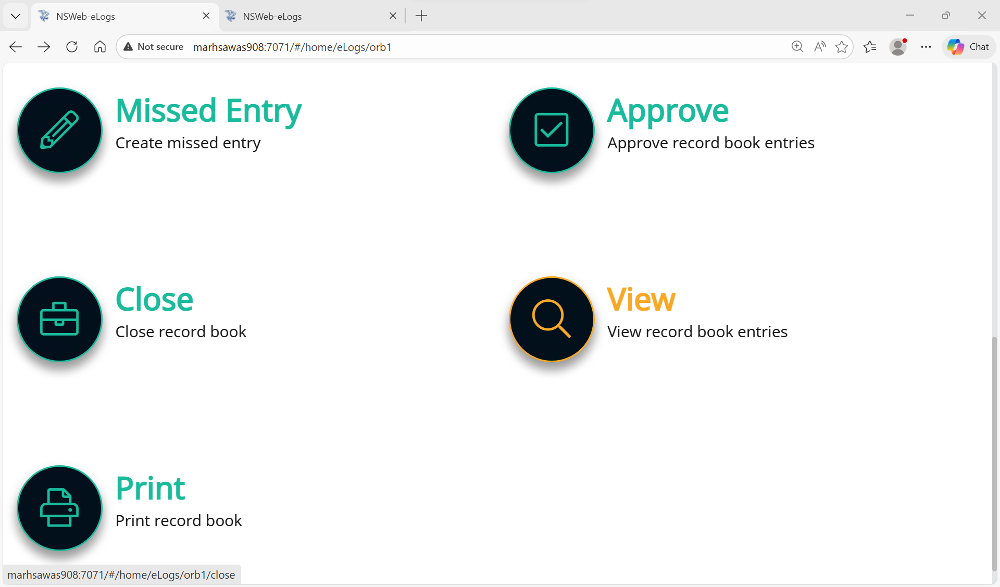 NSWeb-eLogs
NSWeb-eLogs
Not secure
marhsawas908:7071/#/home/eLogs/orb1
Chat
Missed Entry
Create missed entry
Approve
Approve record book entries
Close
Close record book
View
View record book entries
Print
Print record book
marhsawas908:7071/#/home/eLogs/orb1/close